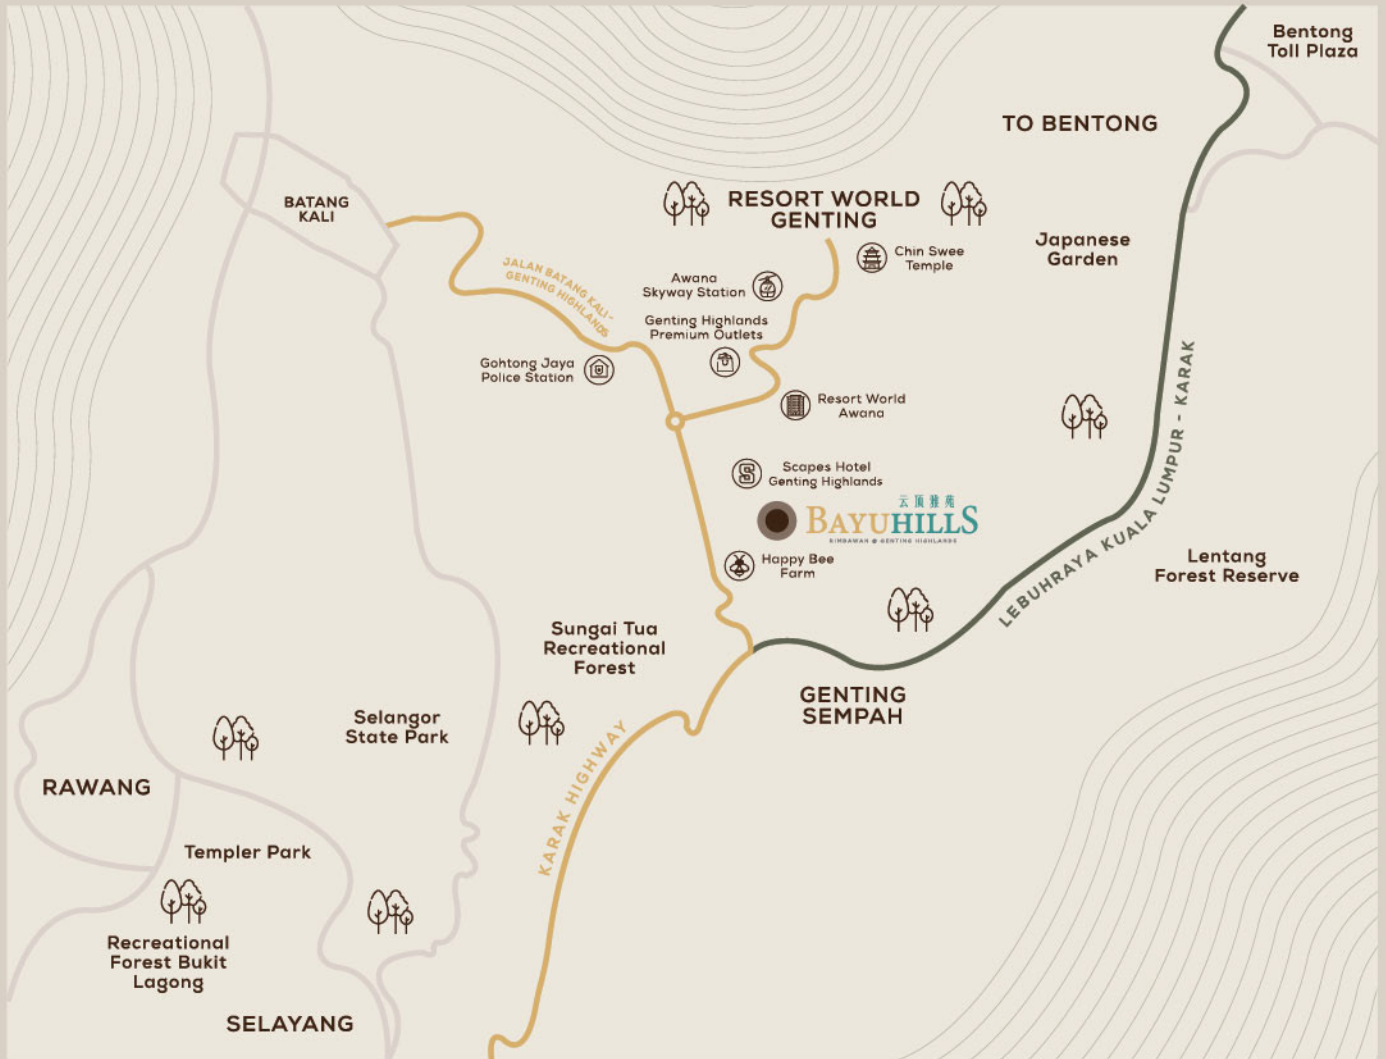 Bentong
Toll Plaza
TO BENTONG
BATANG
KALI
RESORT WORLD
GENTING
Japanese
Garden
Chin Swee
Temple
JALAN BATANG KALI -
GENTING HIGHLANDS
Awana
Skyway Station
Genting Highlands
Premium Outlets
Gohtong Jaya
Police Station
Resort World
Awana
LEBUHRAYA KUALA LUMPUR - KARAK
Scapes Hotel
Genting Highlands
S
云顶雅苑
BAYUHILLS
RIMBAWAN @ GENTING HIGHLANDS
Happy Bee
Farm
Lentang
Forest Reserve
Sungai Tua
Recreational
Forest
GENTING
SEMPAH
Selangor
State Park
KARAK HIGHWAY
RAWANG
Templer Park
Recreational
Forest Bukit
Lagong
SELAYANG